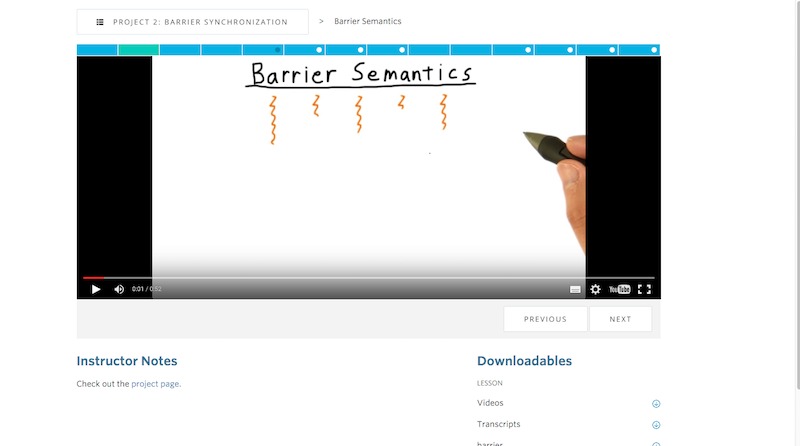 PROJECT 2: BARRIER SYNCHRONIZATION > Barrier Semantics
Barrier Semantics
0:01 / 0:52
YouTube
PREVIOUS NEXT
Instructor Notes
Check out the project page.
Downloadables
LESSON
Videos
Transcripts
barrier